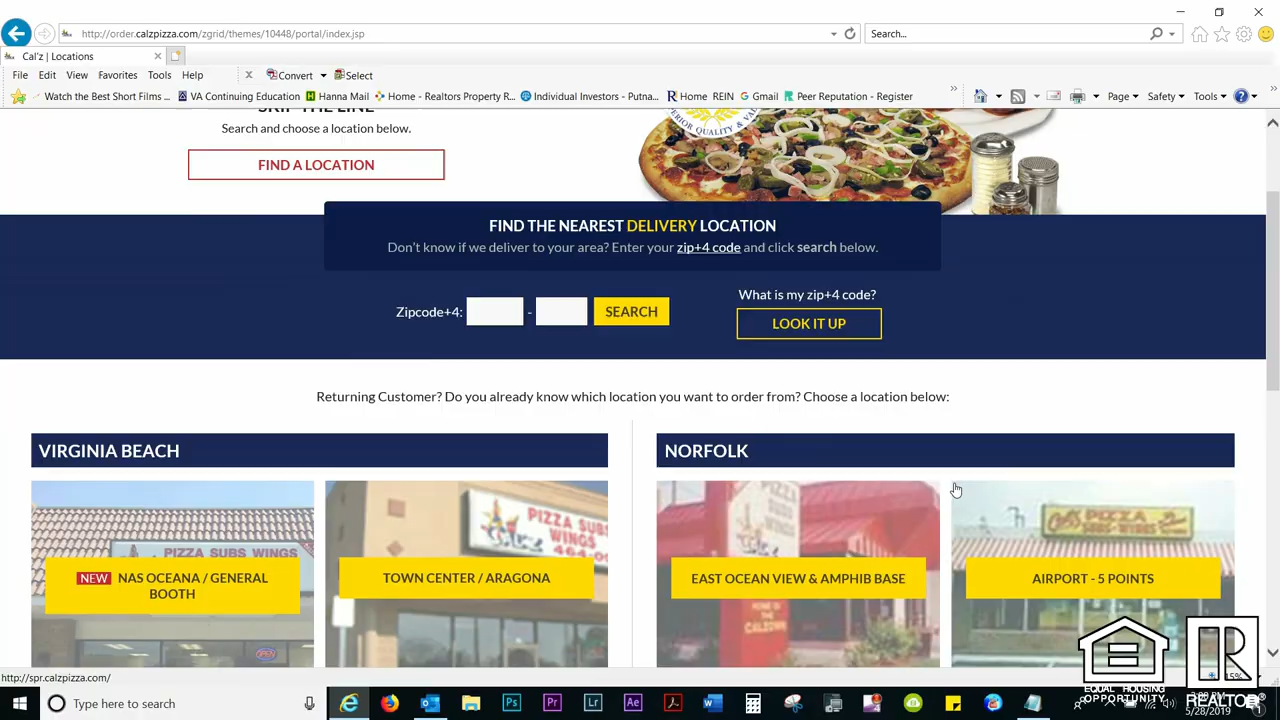 http://order.calzpizza.com/zgrid/themes/10448/portal/index.jsp
Search...
Cal'z | Locations
File Edit View Favorites Tools Help
Convert Select
Watch the Best Short Films ... VA Continuing Education Hanna Mail Home - Realtors Property R... Individual Investors - Putna... Home REIN Gmail Peer Reputation - Register
Page Safety Tools
SKIP THE LINE
Search and choose a location below.
FIND A LOCATION
FIND THE NEAREST DELIVERY LOCATION
Don't know if we deliver to your area? Enter your zip+4 code and click search below.
Zipcode+4: - SEARCH
What is my zip+4 code?
LOOK IT UP
Returning Customer? Do you already know which location you want to order from? Choose a location below:
VIRGINIA BEACH
NORFOLK
PIZZA SUBS WINGS
NEW NAS OCEANA / GENERAL BOOTH
OPEN
PIZZA SUBS WINGS
TOWN CENTER / ARAGONA
PIZZA SUBS WINGS
EAST OCEAN VIEW & AMPHIB BASE
AIRPORT - 5 POINTS
http://spr.calzpizza.com/
EQUAL HOUSING OPPORTUNITY
R
REALTOR
Type here to search
5/28/2019